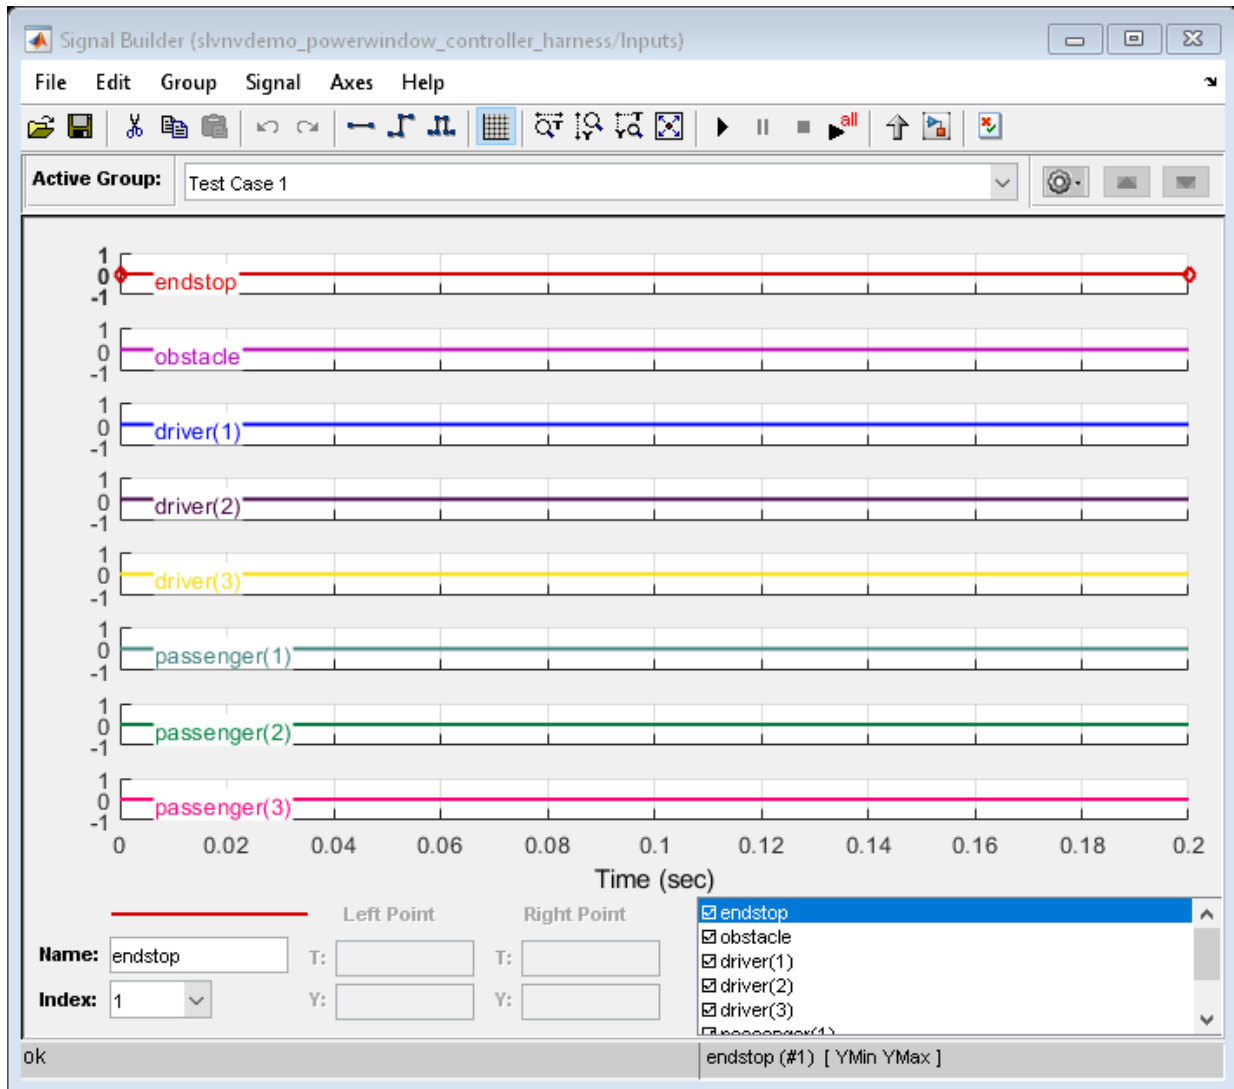 Signal Builder (slvnvdemo_powerwindow_controller_harness/Inputs)
File Edit Group Signal Axes Help
all
Active Group: Test Case 1
1
0
-1
endstop
1
0
-1
obstacle
1
0
-1
driver(1)
1
0
-1
driver(2)
1
0
-1
driver(3)
1
0
-1
passenger(1)
1
0
-1
passenger(2)
1
0
-1
passenger(3)
0 0.02 0.04 0.06 0.08 0.1 0.12 0.14 0.16 0.18 0.2
Time (sec)
Left Point Right Point
Name: endstop T: T:
Index: 1 Y: Y:
endstop
obstacle
driver(1)
driver(2)
driver(3)
passenger(1)
ok
endstop (#1) [ YMin YMax ]